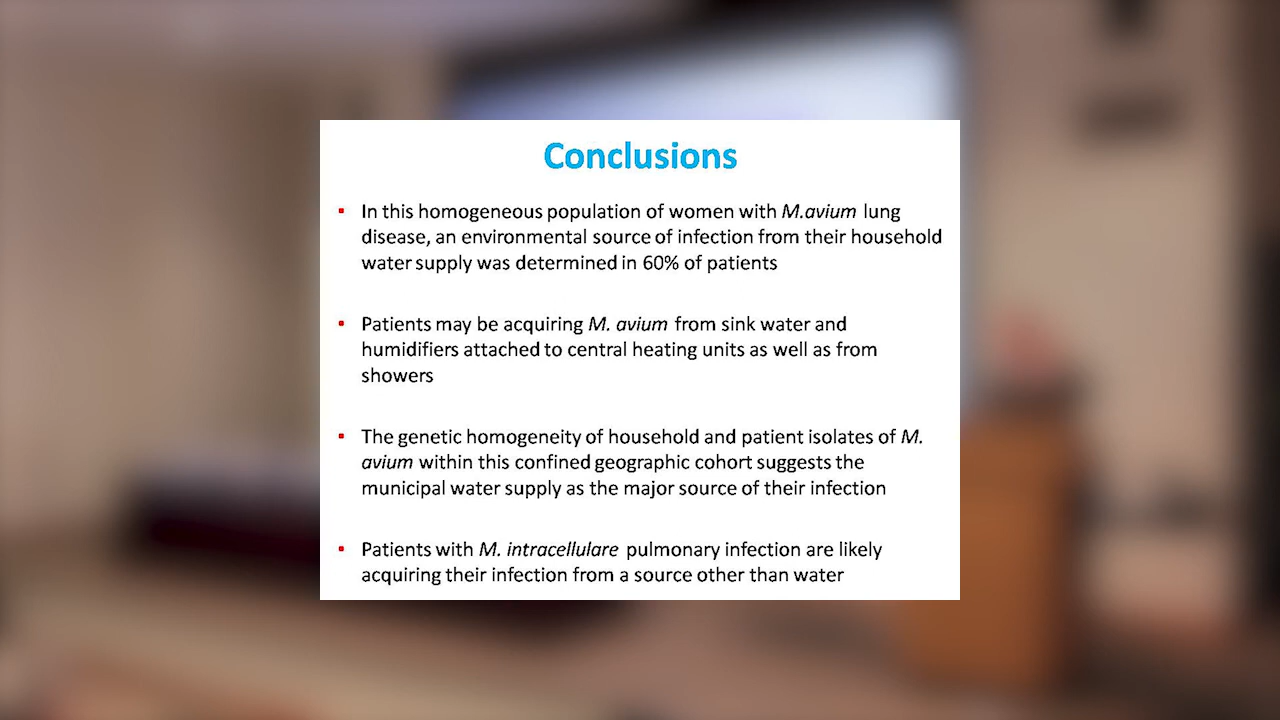 Conclusions
▪ In this homogeneous population of women with M.avium lung
disease, an environmental source of infection from their household
water supply was determined in 60% of patients
▪ Patients may be acquiring M. avium from sink water and
humidifiers attached to central heating units as well as from
showers
▪ The genetic homogeneity of household and patient isolates of M.
avium within this confined geographic cohort suggests the
municipal water supply as the major source of their infection
▪ Patients with M. intracellulare pulmonary infection are likely
acquiring their infection from a source other than water